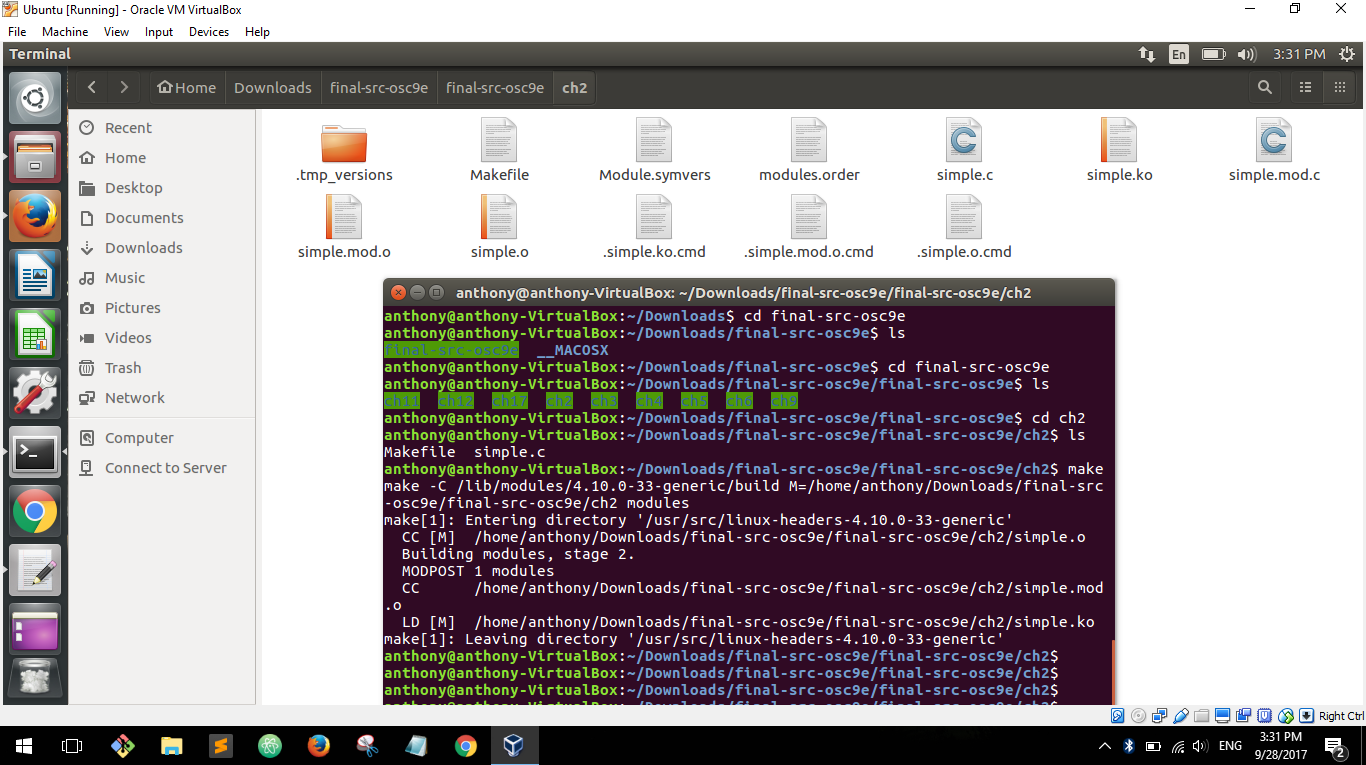 Ubuntu [Running] - Oracle VM VirtualBox
File Machine View Input Devices Help
Terminal
En
3:31 PM
Home Downloads final-src-osc9e final-src-osc9e ch2
Recent
Home
Desktop
Documents
Downloads
Music
Pictures
Videos
Trash
Network
Computer
Connect to Server
.tmp_versions Makefile Module.symvers modules.order simple.c simple.ko simple.mod.c
simple.mod.o simple.o .simple.ko.cmd .simple.mod.o.cmd .simple.o.cmd
anthony@anthony-VirtualBox: ~/Downloads/final-src-osc9e/final-src-osc9e/ch2
anthony@anthony-VirtualBox:~/Downloads$ cd final-src-osc9e
anthony@anthony-VirtualBox:~/Downloads/final-src-osc9e$ ls
final-src-osc9e  __MACOSX
anthony@anthony-VirtualBox:~/Downloads/final-src-osc9e$ cd final-src-osc9e
anthony@anthony-VirtualBox:~/Downloads/final-src-osc9e/final-src-osc9e$ ls
ch11  ch12  ch17  ch2  ch3  ch4  ch5  ch6  ch9
anthony@anthony-VirtualBox:~/Downloads/final-src-osc9e/final-src-osc9e$ cd ch2
anthony@anthony-VirtualBox:~/Downloads/final-src-osc9e/final-src-osc9e/ch2$ ls
Makefile  simple.c
anthony@anthony-VirtualBox:~/Downloads/final-src-osc9e/final-src-osc9e/ch2$ make
make -C /lib/modules/4.10.0-33-generic/build M=/home/anthony/Downloads/final-src
-osc9e/final-src-osc9e/ch2 modules
make[1]: Entering directory '/usr/src/linux-headers-4.10.0-33-generic'
  CC [M]  /home/anthony/Downloads/final-src-osc9e/final-src-osc9e/ch2/simple.o
  Building modules, stage 2.
  MODPOST 1 modules
  CC      /home/anthony/Downloads/final-src-osc9e/final-src-osc9e/ch2/simple.mod
.o
  LD [M]  /home/anthony/Downloads/final-src-osc9e/final-src-osc9e/ch2/simple.ko
make[1]: Leaving directory '/usr/src/linux-headers-4.10.0-33-generic'
anthony@anthony-VirtualBox:~/Downloads/final-src-osc9e/final-src-osc9e/ch2$
anthony@anthony-VirtualBox:~/Downloads/final-src-osc9e/final-src-osc9e/ch2$
anthony@anthony-VirtualBox:~/Downloads/final-src-osc9e/final-src-osc9e/ch2$
anthony@anthony-VirtualBox:~/Downloads/final-src-osc9e/final-src-osc9e/ch2$
Right Ctrl
ENG
3:31 PM
9/28/2017
2